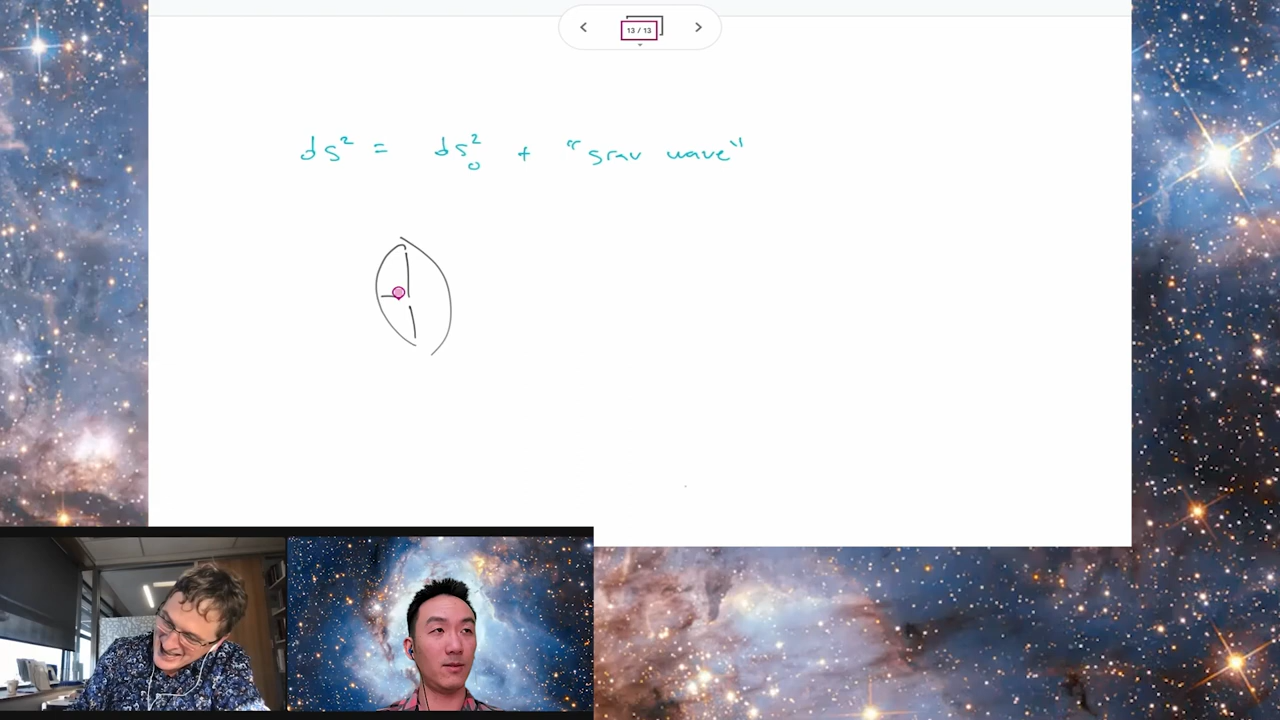 13 / 13
ds² = ds₀² + "grav wave"